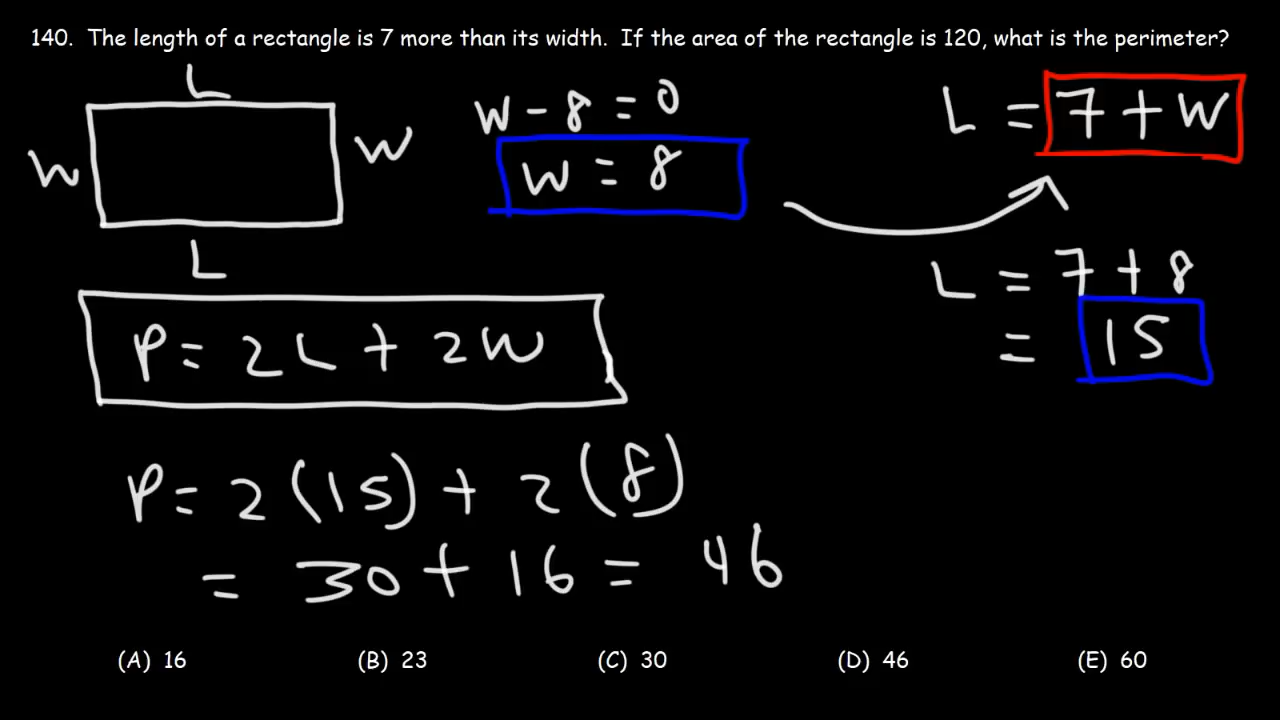 140. The length of a rectangle is 7 more than its width. If the area of the rectangle is 120, what is the perimeter?
L
W
W
L
W - 8 = 0
W = 8
L = 7 + W
L = 7 + 8
= 15
P = 2L + 2W
P = 2(15) + 2(8)
= 30 + 16 = 46
(A) 16 (B) 23 (C) 30 (D) 46 (E) 60